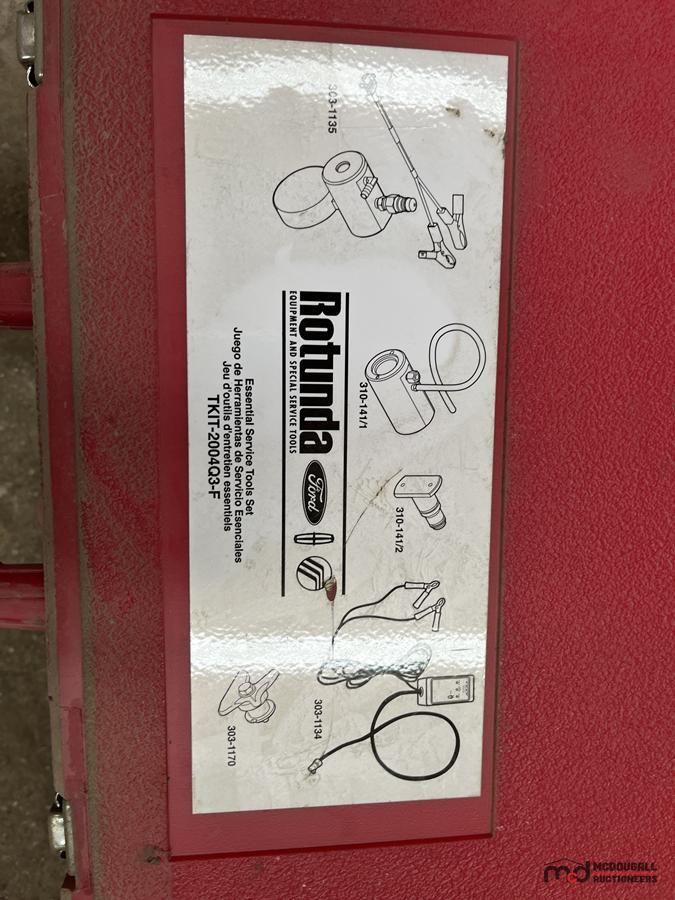 303-1135
310-141/1
310-141/2
303-1134
303-1170
Rotunda
EQUIPMENT AND SPECIAL SERVICE TOOLS
Ford
Essential Service Tools Set
Juego de Herramientas de Servicio Esenciales
Jeu d'outils d'entretien essentiels
TKIT-2004Q3-F
mcd MCDOUGALL
AUCTIONEERS